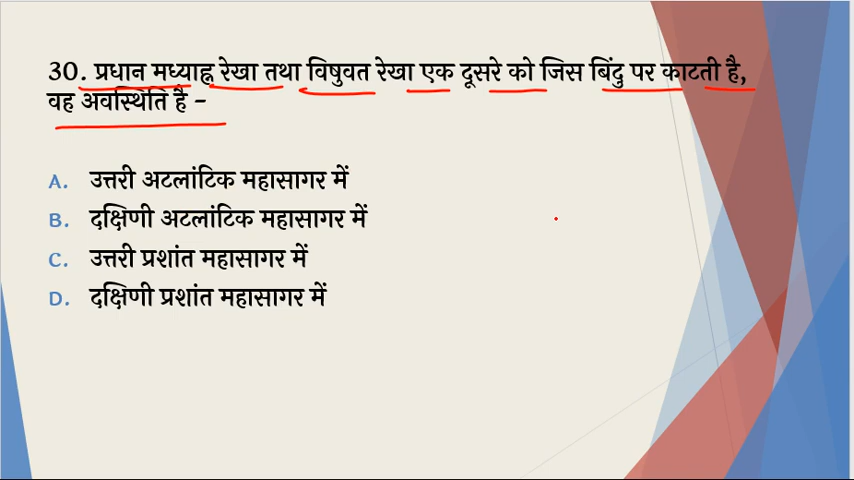 30. प्रधान मध्याह्न रेखा तथा विषुवत रेखा एक दूसरे को जिस बिंदु पर काटती है,
वह अवस्थिति है -
A. उत्तरी अटलांटिक महासागर में
B. दक्षिणी अटलांटिक महासागर में
C. उत्तरी प्रशांत महासागर में
D. दक्षिणी प्रशांत महासागर में